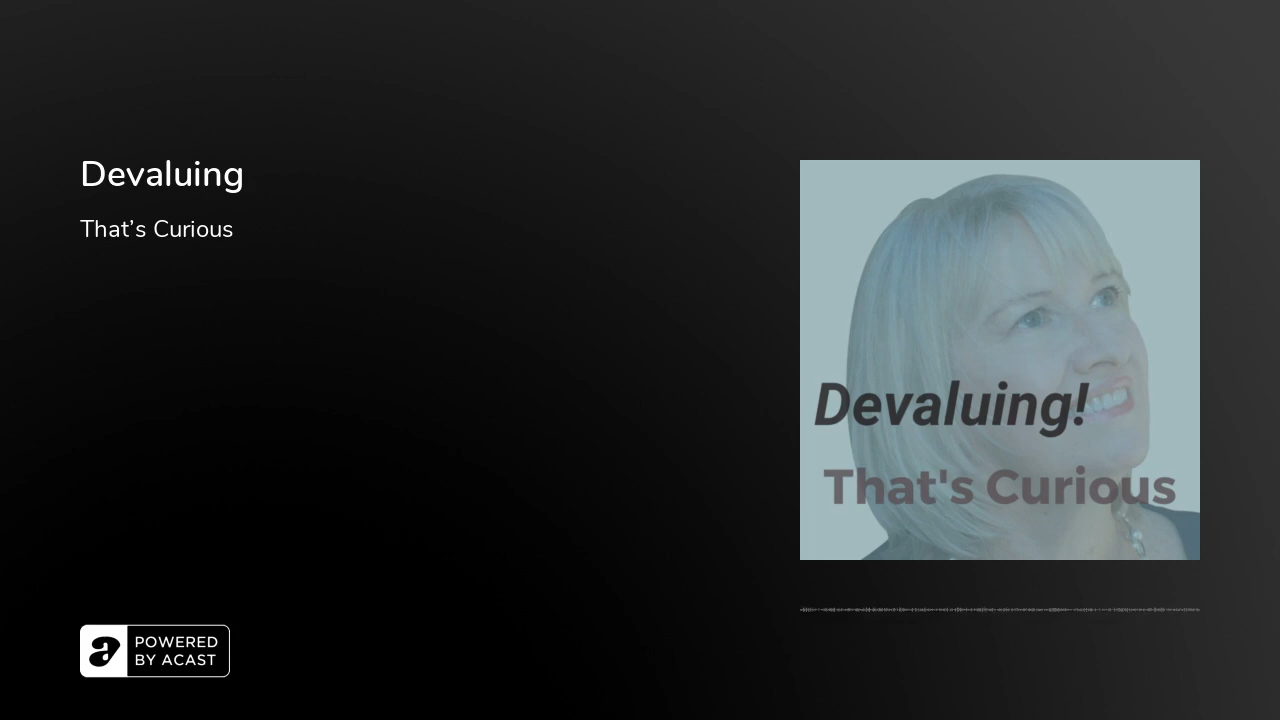 Devaluing
That’s Curious
Devaluing!
That's Curious
a
POWERED
BY ACAST